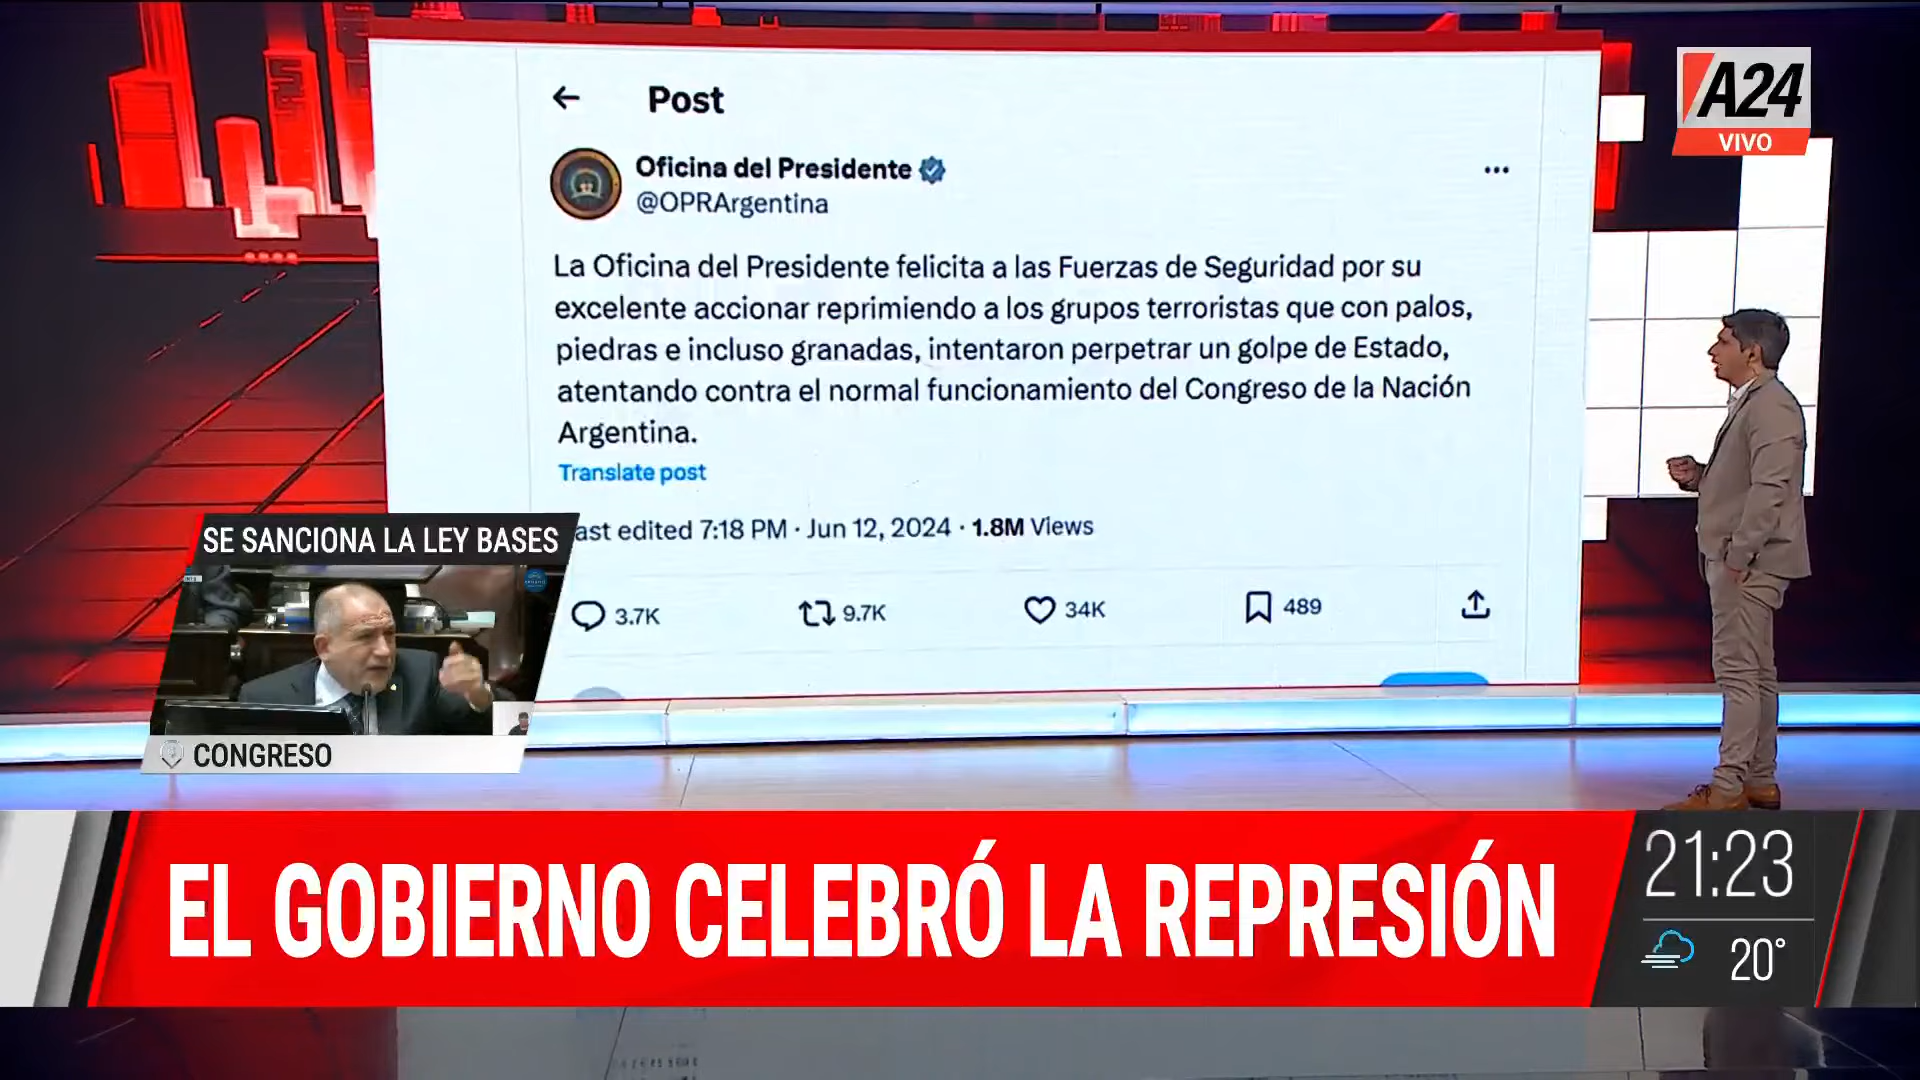 A24
VIVO
Post
Oficina del Presidente
@OPRArgentina
La Oficina del Presidente felicita a las Fuerzas de Seguridad por su
excelente accionar reprimiendo a los grupos terroristas que con palos,
piedras e incluso granadas, intentaron perpetrar un golpe de Estado,
atentando contra el normal funcionamiento del Congreso de la Nación
Argentina.
Translate post
ast edited 7:18 PM · Jun 12, 2024 · 1.8M Views
3.7K 9.7K 34K 489
SE SANCIONA LA LEY BASES
CONGRESO
EL GOBIERNO CELEBRÓ LA REPRESIÓN
21:23
20°